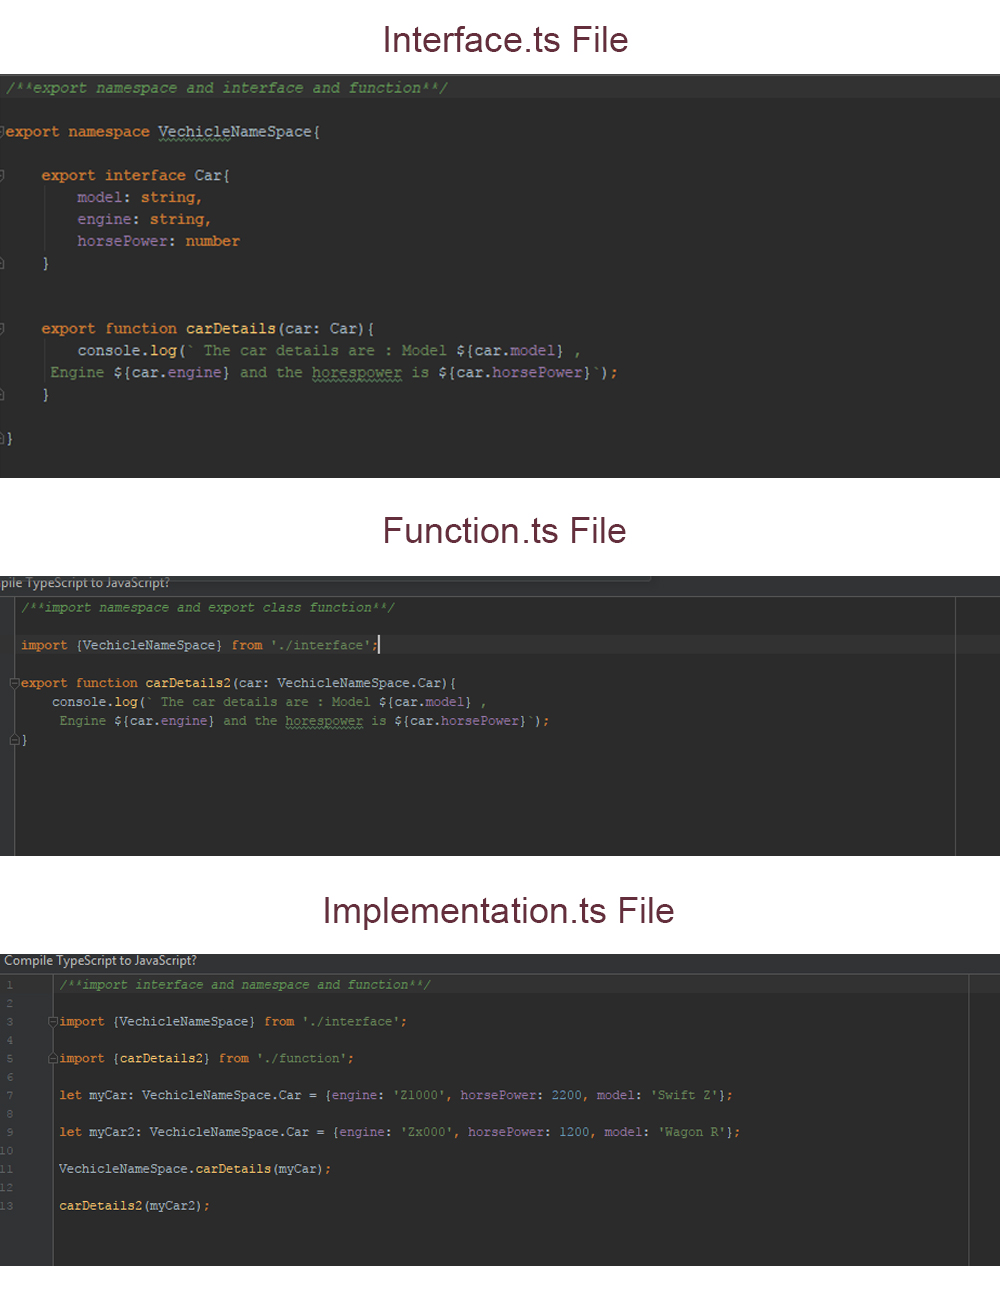 Interface.ts File
/**export namespace and interface and function**/
export namespace VechicleNameSpace{
export interface Car{
model: string,
engine: string,
horsePower: number
}
export function carDetails(car: Car){
console.log(` The car details are : Model ${car.model} ,
Engine ${car.engine} and the horespower is ${car.horsePower}`);
}
}
Function.ts File
pile TypeScript to JavaScript?
/**import namespace and export class function**/
import {VechicleNameSpace} from './interface';
export function carDetails2(car: VechicleNameSpace.Car){
console.log(` The car details are : Model ${car.model} ,
Engine ${car.engine} and the horespower is ${car.horsePower}`);
}
Implementation.ts File
Compile TypeScript to JavaScript?
1 /**import interface and namespace and function**/
2
3 import {VechicleNameSpace} from './interface';
4
5 import {carDetails2} from './function';
6
7 let myCar: VechicleNameSpace.Car = {engine: 'Z1000', horsePower: 2200, model: 'Swift Z'};
8
9 let myCar2: VechicleNameSpace.Car = {engine: 'Zx000', horsePower: 1200, model: 'Wagon R'};
10
11 VechicleNameSpace.carDetails(myCar);
12
13 carDetails2(myCar2);